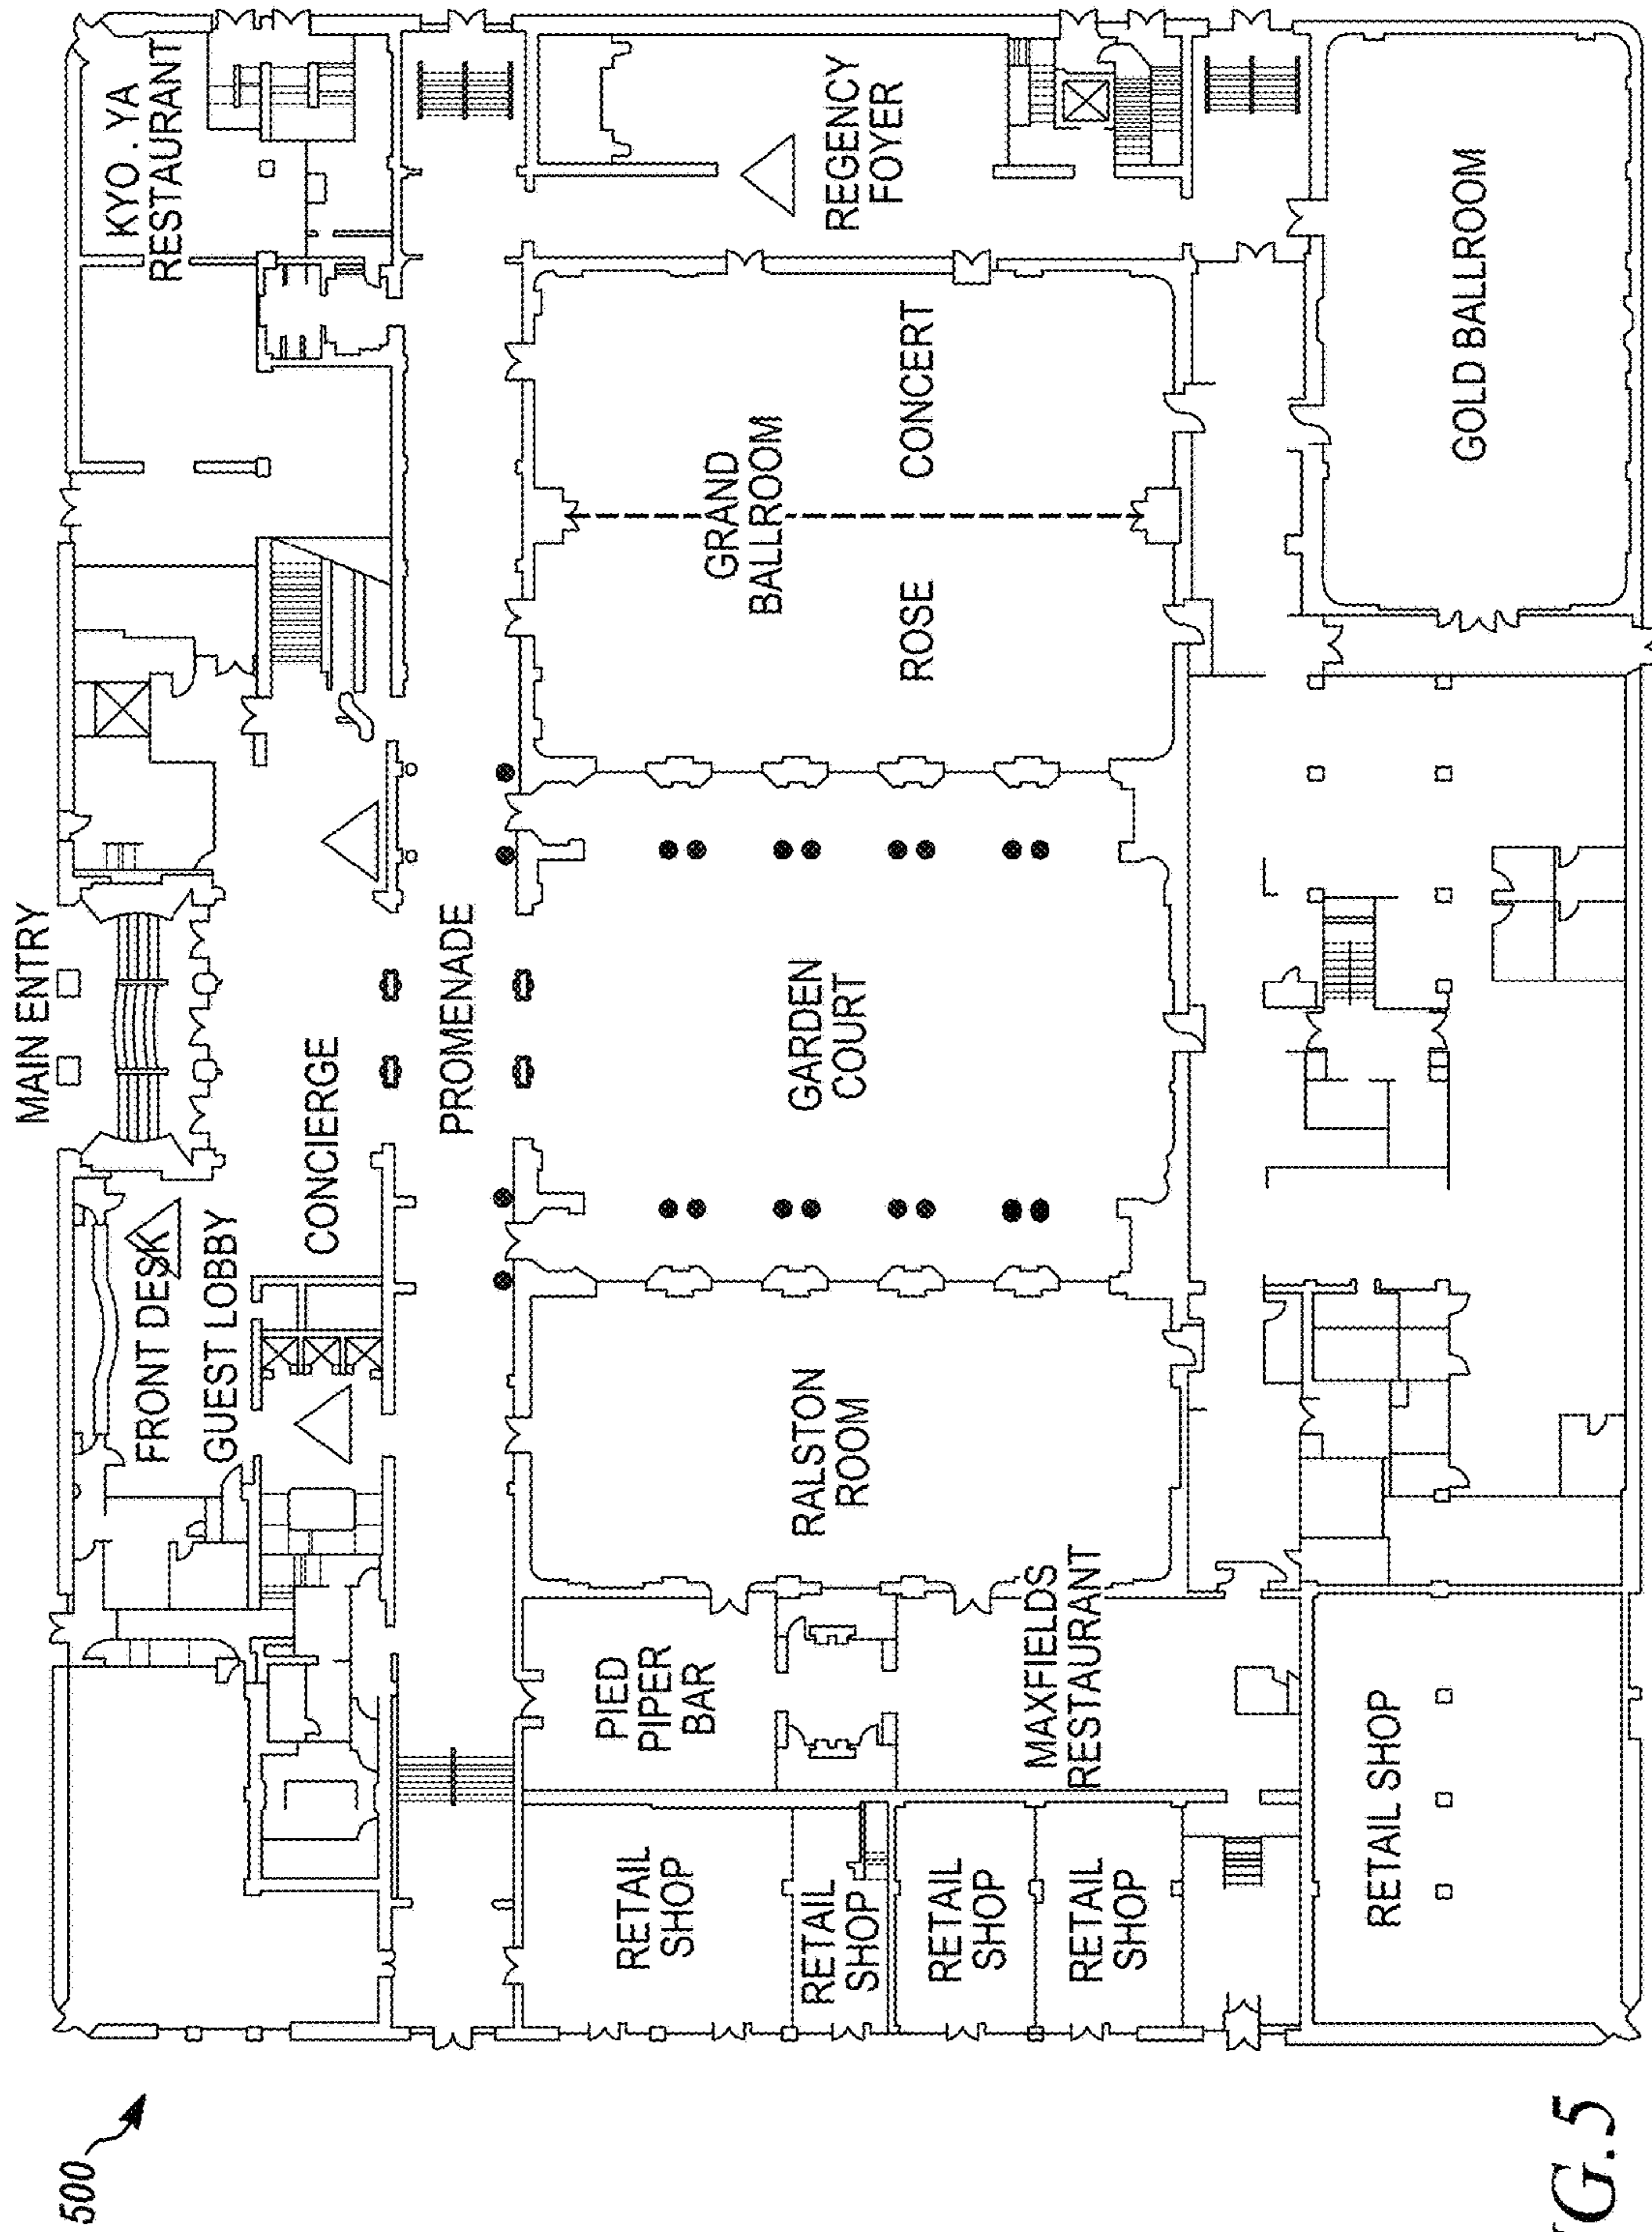 500
MAIN ENTRY
KYO . YA
RESTAURANT
FRONT DESK
GUEST LOBBY
CONCIERGE
PROMENADE
PIED
PIPER
BAR
RETAIL
SHOP
RALSTON
ROOM
GARDEN
COURT
GRAND
BALLROOM
ROSE
CONCERT
REGENCY
FOYER
RETAIL
SHOP
RETAIL
SHOP
RETAIL
SHOP
MAXFIELDS
RESTAURANT
RETAIL SHOP
GOLD BALLROOM
G.5